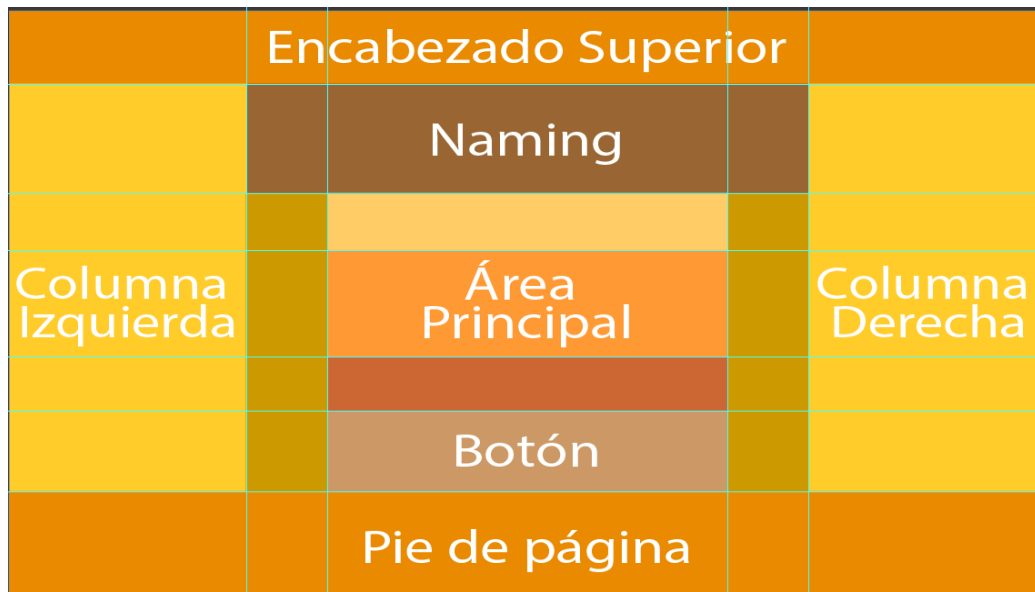 Encabezado Superior
Naming
Columna
Izquierda
Área
Principal
Columna
Derecha
Botón
Pie de página